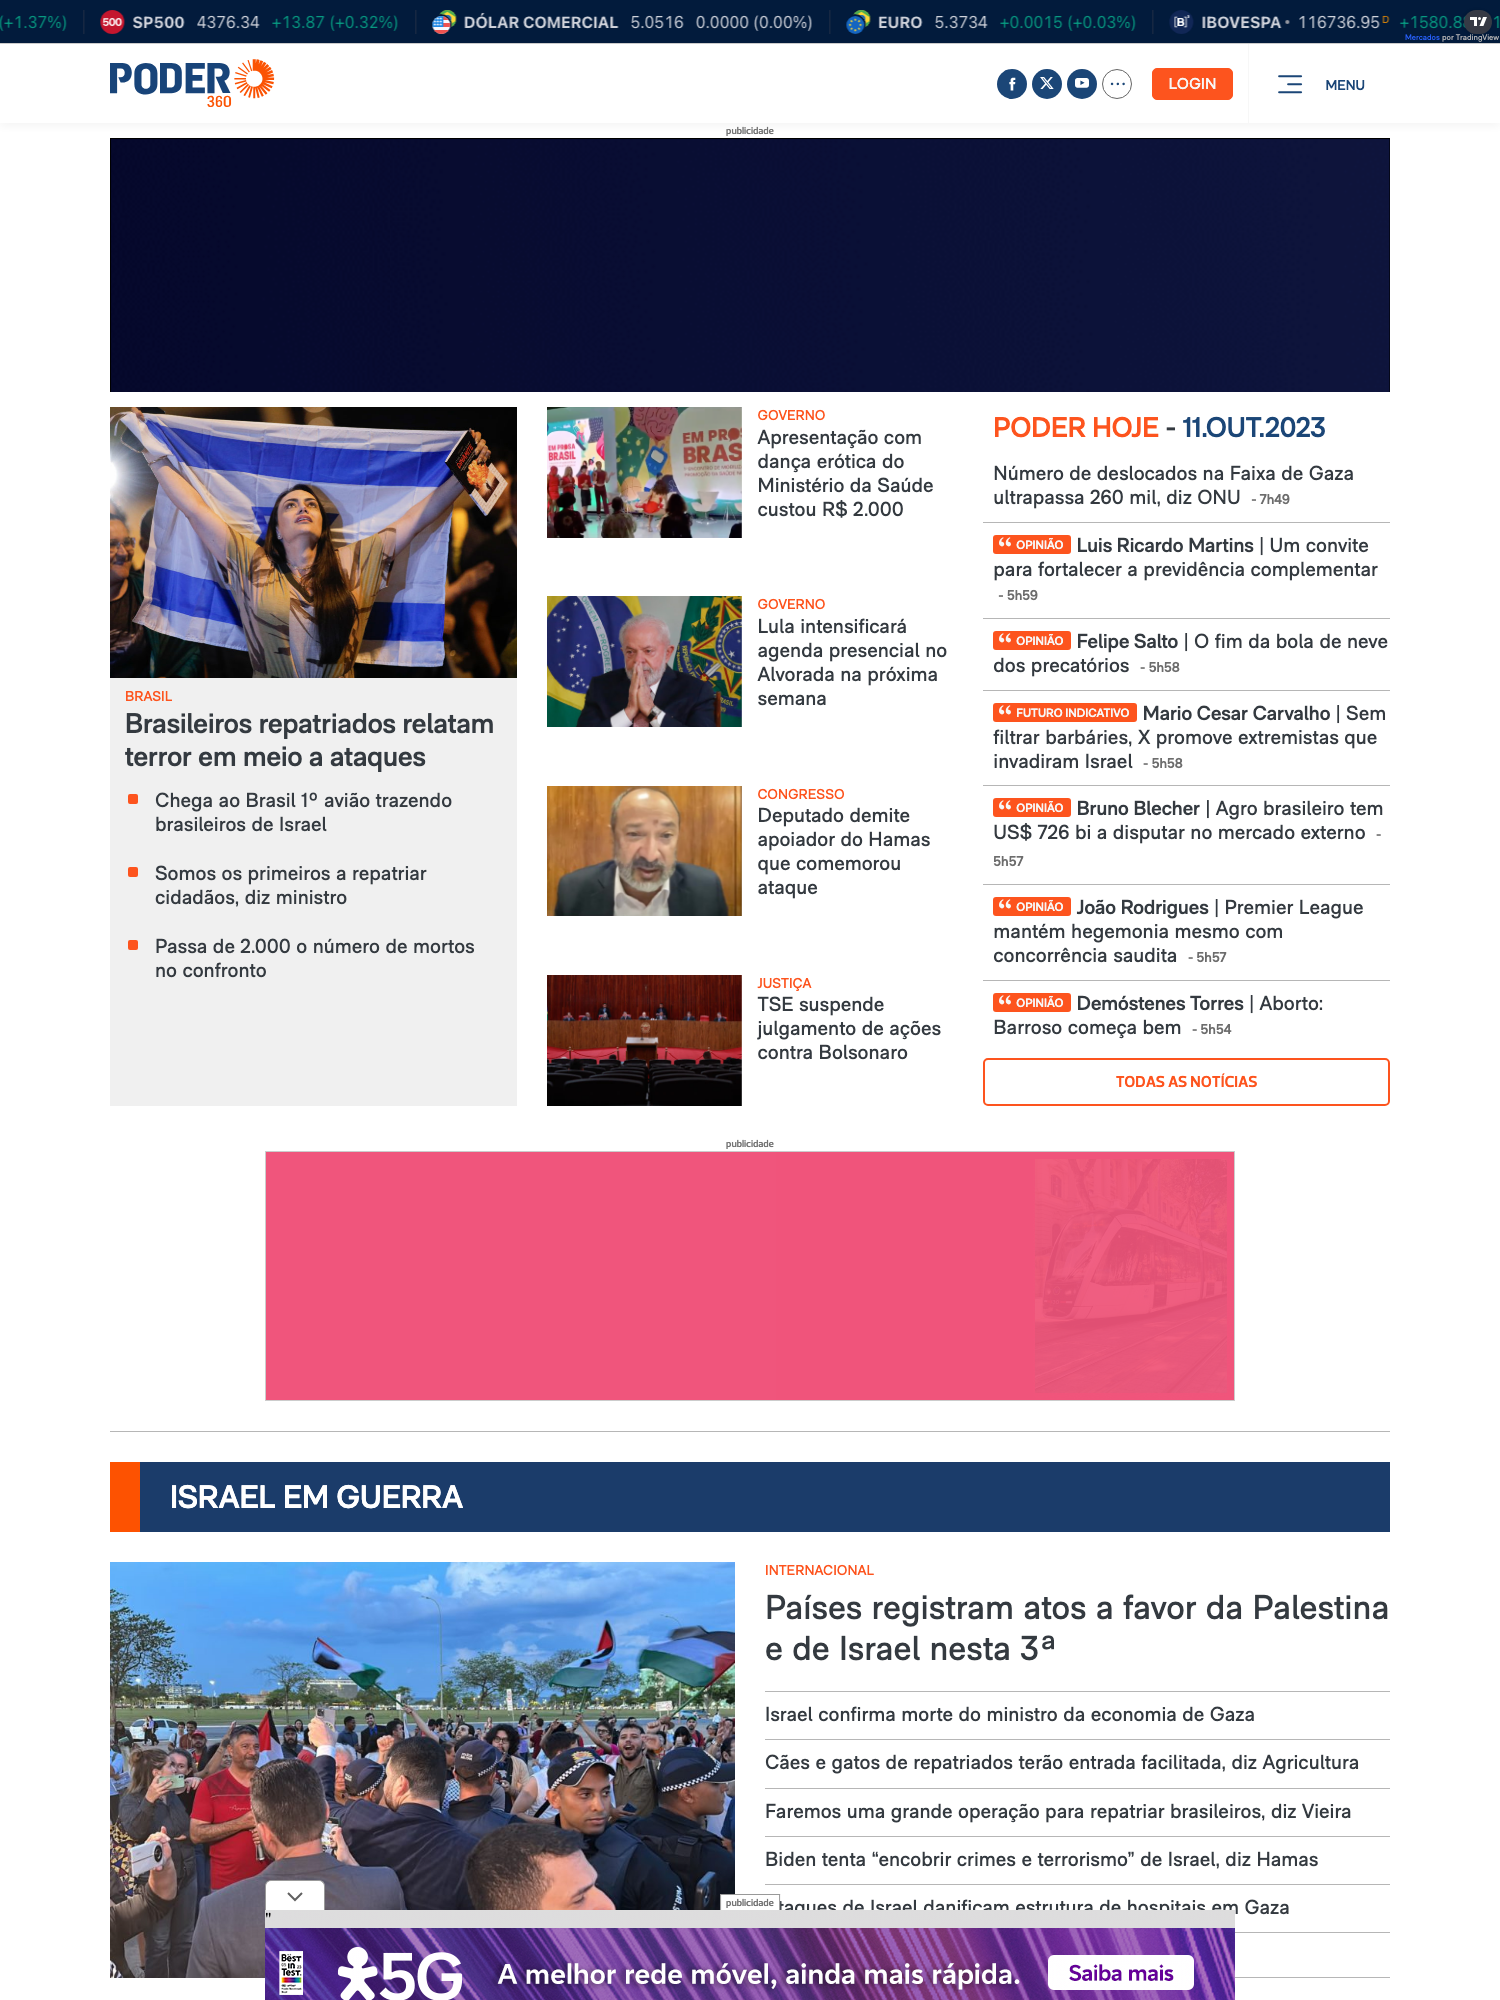 (+1.37%)
500 SP500 4376.34 +13.87 (+0.32%)
DÓLAR COMERCIAL 5.0516 0.0000 (0.00%)
EURO 5.3734 +0.0015 (+0.03%)
IBOVESPA 116736.95 D
Mercados por TradingView
PODER
360
LOGIN
MENU
publicidade
BRASIL
Brasileiros repatriados relatam
terror em meio a ataques
Chega ao Brasil 1º avião trazendo
brasileiros de Israel
Somos os primeiros a repatriar
cidadãos, diz ministro
Passa de 2.000 o número de mortos
no confronto
EM PROSA
BRASIL
EM PROS
BRAS
GOVERNO
Apresentação com
dança erótica do
Ministério da Saúde
custou R$ 2.000
GOVERNO
Lula intensificará
agenda presencial no
Alvorada na próxima
semana
CONGRESSO
Deputado demite
apoiador do Hamas
que comemorou
ataque
JUSTIÇA
TSE suspende
julgamento de ações
contra Bolsonaro
PODER HOJE - 11.OUT.2023
Número de deslocados na Faixa de Gaza
ultrapassa 260 mil, diz ONU - 7h49
“ OPINIÃO Luis Ricardo Martins | Um convite
para fortalecer a previdência complementar
- 5h59
“ OPINIÃO Felipe Salto | O fim da bola de neve
dos precatórios - 5h58
“ FUTURO INDICATIVO Mario Cesar Carvalho | Sem
filtrar barbáries, X promove extremistas que
invadiram Israel - 5h58
“ OPINIÃO Bruno Blecher | Agro brasileiro tem
US$ 726 bi a disputar no mercado externo -
5h57
“ OPINIÃO João Rodrigues | Premier League
mantém hegemonia mesmo com
concorrência saudita - 5h57
“ OPINIÃO Demóstenes Torres | Aborto:
Barroso começa bem - 5h54
TODAS AS NOTÍCIAS
publicidade
ISRAEL EM GUERRA
INTERNACIONAL
Países registram atos a favor da Palestina
e de Israel nesta 3ª
Israel confirma morte do ministro da economia de Gaza
Cães e gatos de repatriados terão entrada facilitada, diz Agricultura
Faremos uma grande operação para repatriar brasileiros, diz Vieira
Biden tenta “encobrir crimes e terrorismo” de Israel, diz Hamas
taques de Israel danificam estrutura de hospitais em Gaza
publicidade
"
Best
in
Test
5G
A melhor rede móvel, ainda mais rápida.
Saiba mais